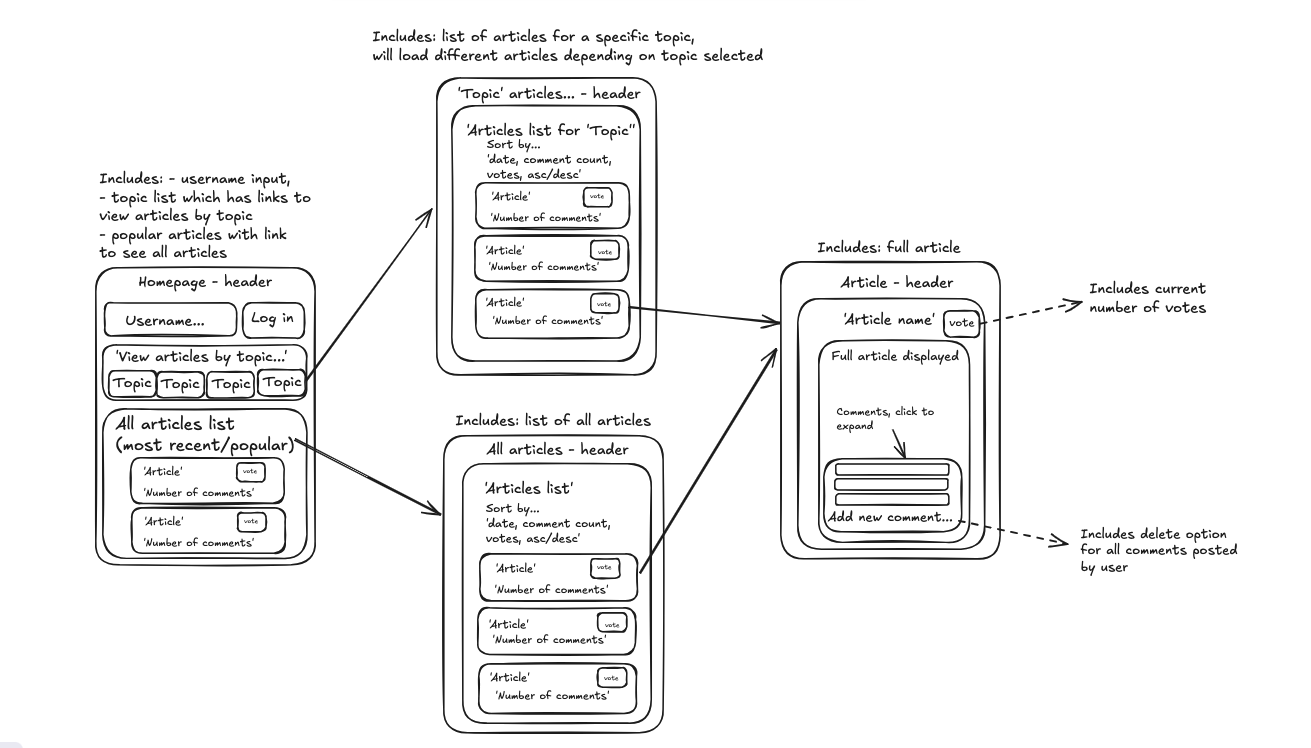 Includes: list of articles for a specific topic,
will load different articles depending on topic selected
'Topic' articles... - header
'Articles list for 'Topic''
Sort by...
'date, comment count,
votes, asc/desc'
'Article'
vote
'Number of comments'
'Article'
vote
'Number of comments'
'Article'
vote
'Number of comments'
Includes: - username input,
- topic list which has links to
view articles by topic
- popular articles with link
to see all articles
Homepage - header
Username...
Log in
'View articles by topic...'
Topic
Topic
Topic
Topic
All articles list
(most recent/popular)
'Article'
vote
'Number of comments'
'Article'
vote
'Number of comments'
Includes: list of all articles
All articles - header
'Articles list'
Sort by...
'date, comment count,
votes, asc/desc'
'Article'
vote
'Number of comments'
'Article'
vote
'Number of comments'
'Article'
vote
'Number of comments'
Includes: full article
Article - header
'Article name'
vote
Full article displayed
Comments, click to
expand
Add new comment...
Includes current
number of votes
Includes delete option
for all comments posted
by user